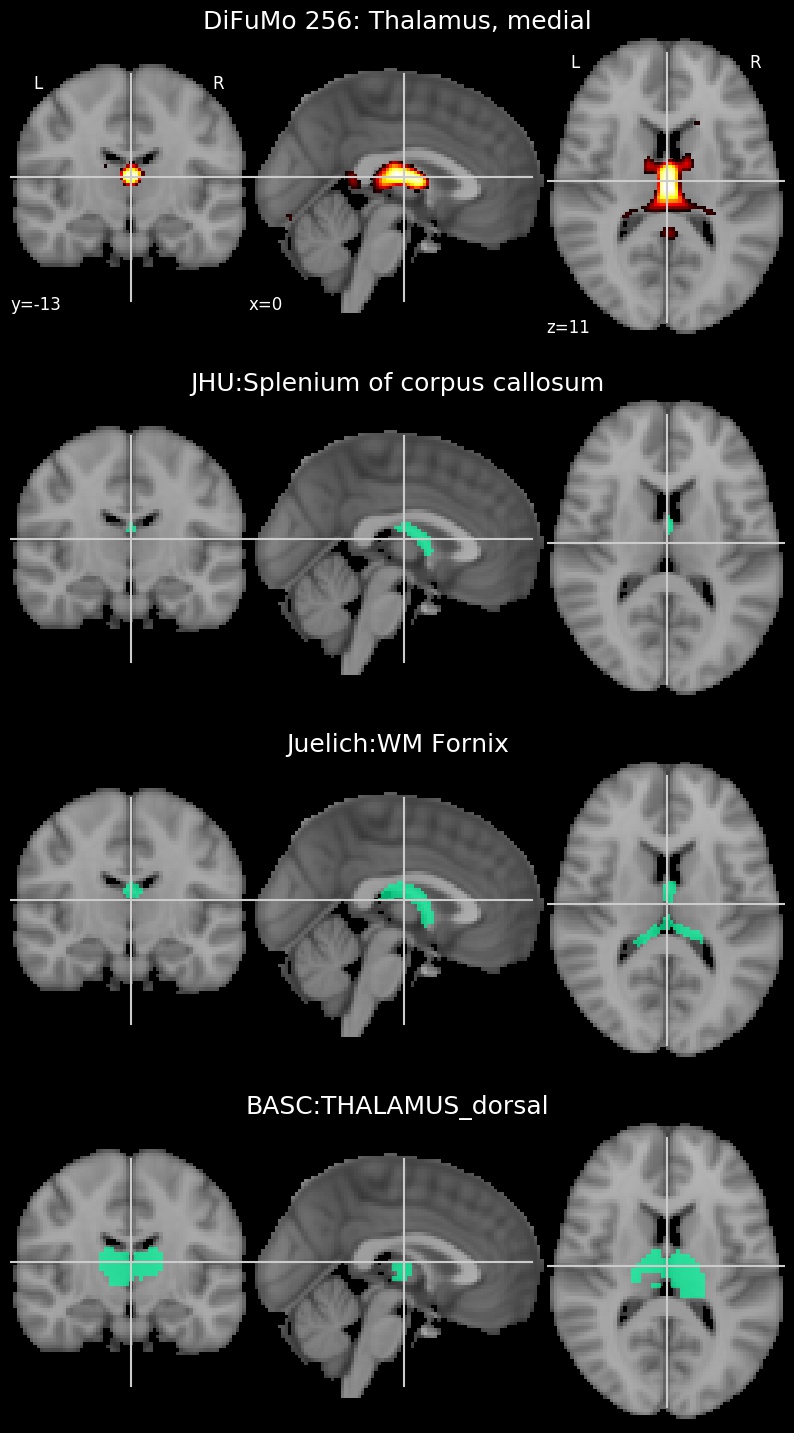 DiFuMo 256: Thalamus, medial
L R L R
y=-13 x=0 z=11
JHU:Splenium of corpus callosum
Juelich:WM Fornix
BASC:THALAMUS_dorsal